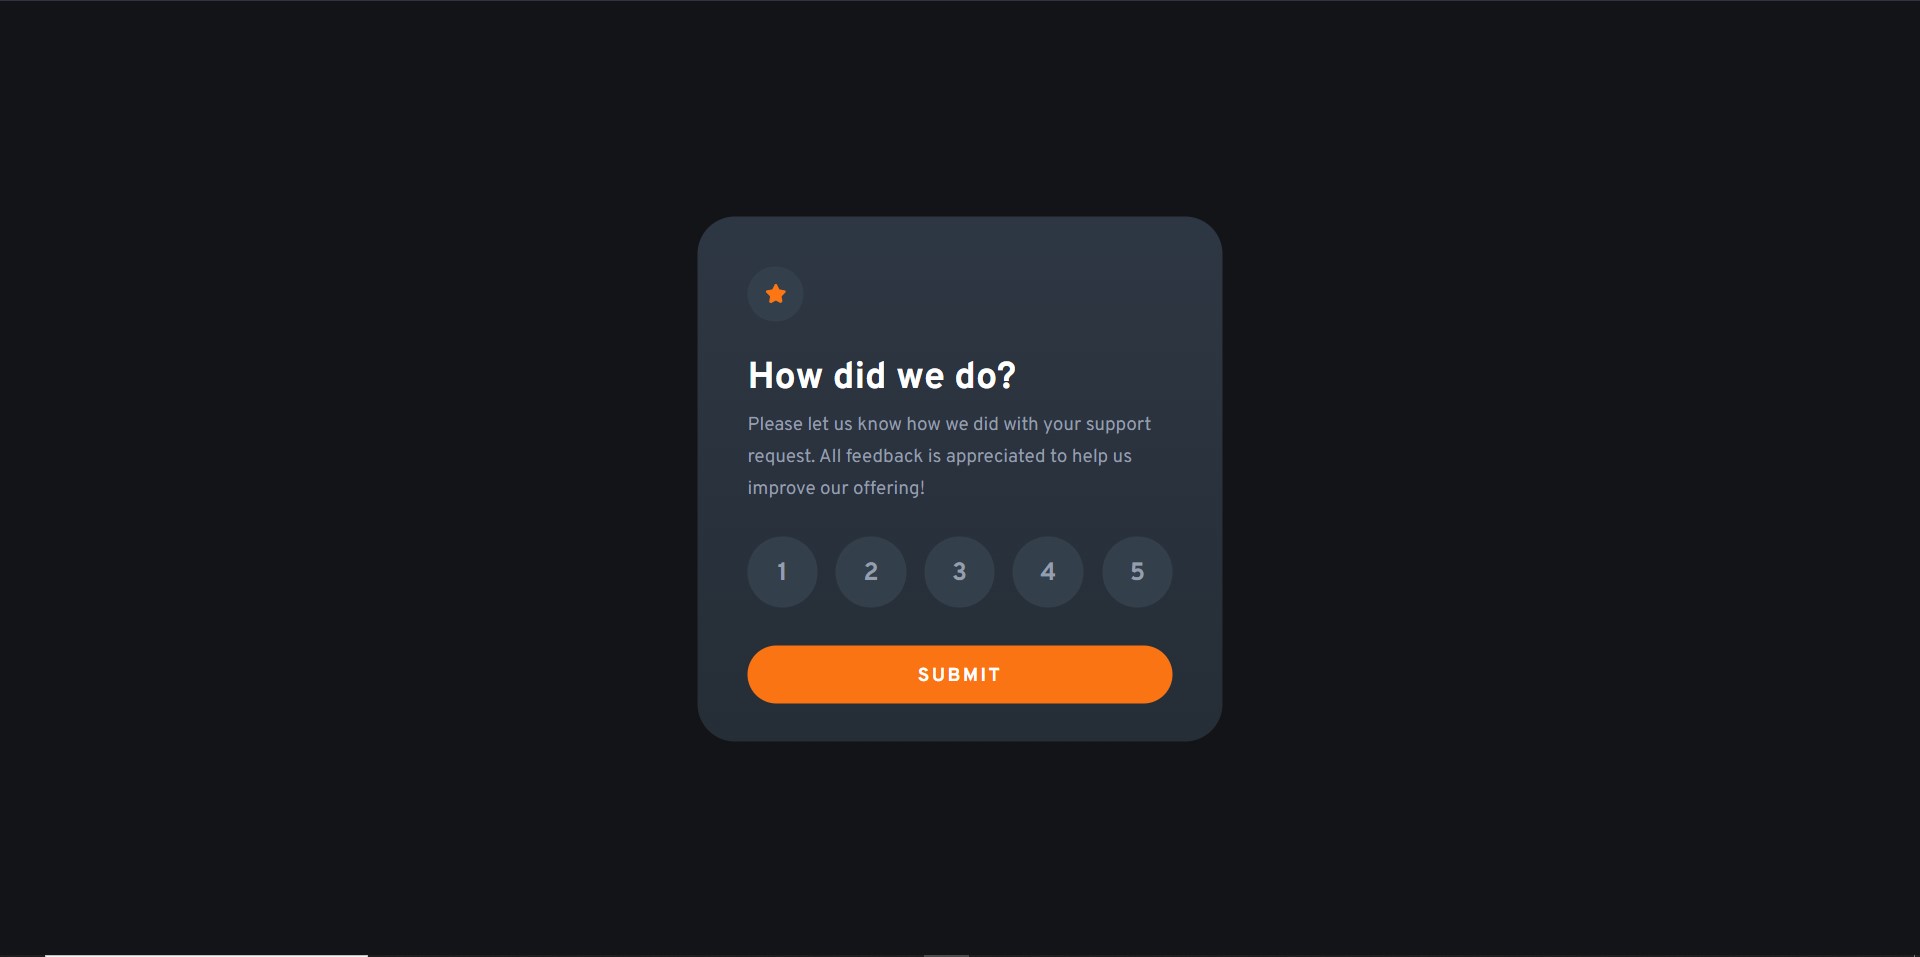 How did we do?
Please let us know how we did with your support
request. All feedback is appreciated to help us
improve our offering!
1 2 3 4 5
SUBMIT